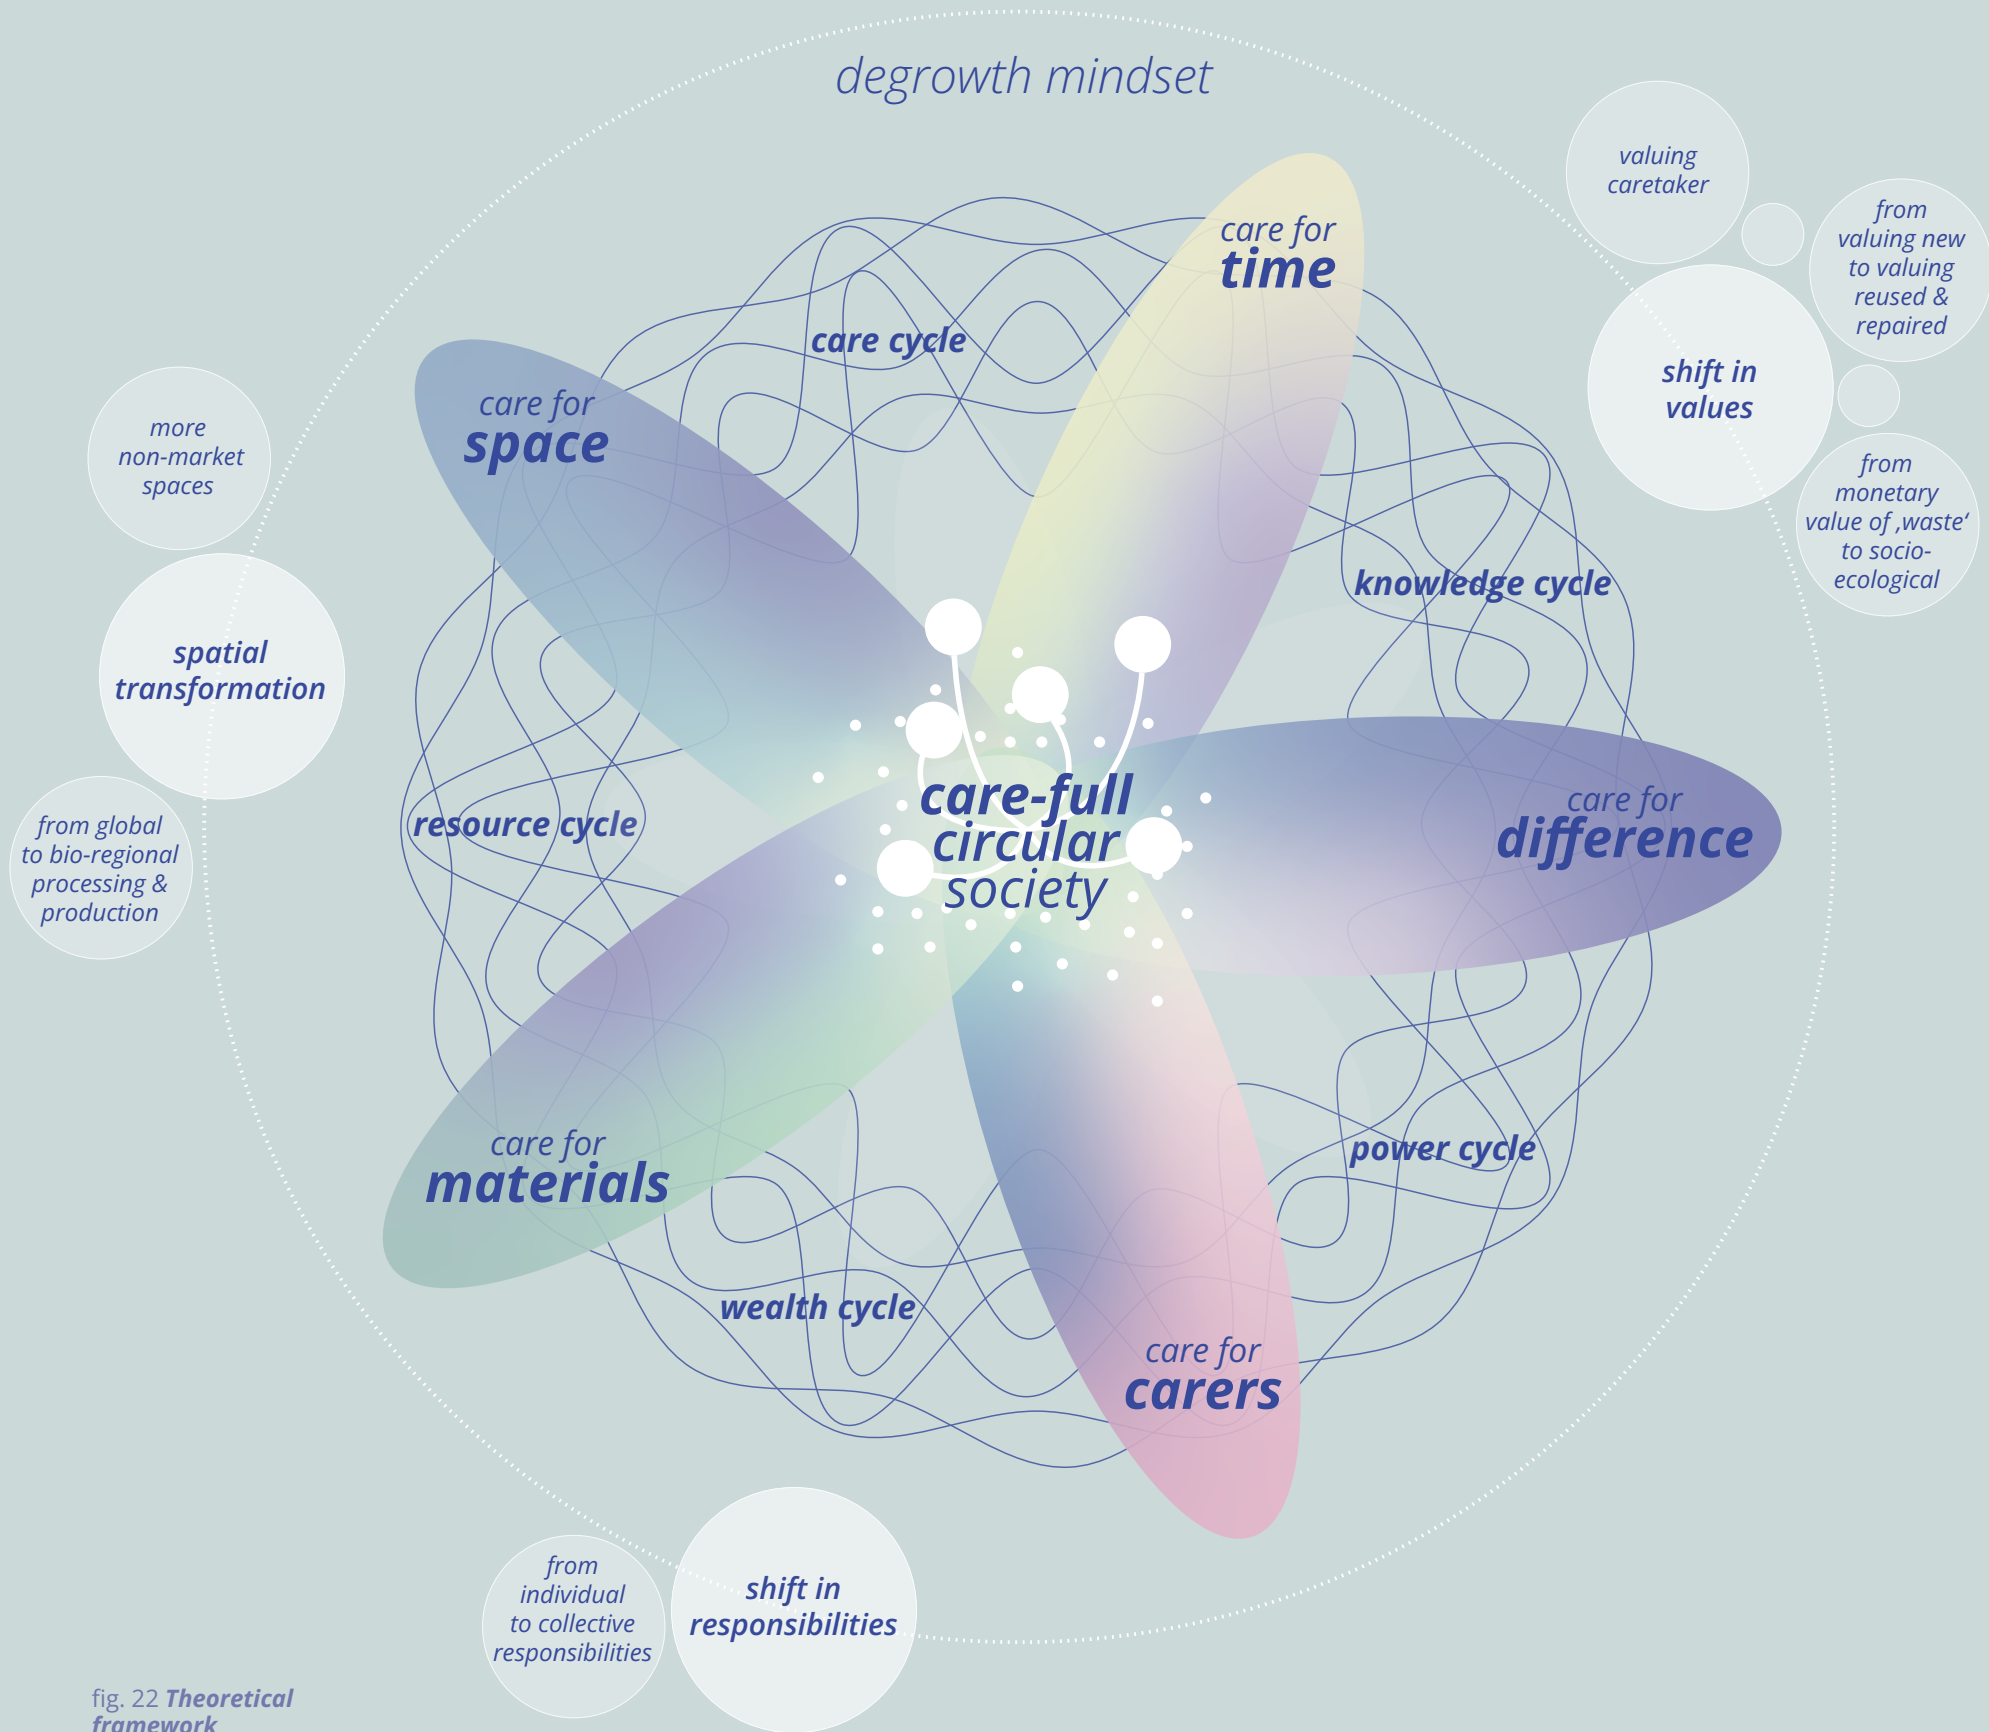 degrowth mindset
valuing
caretaker
from
valuing new
to valuing
reused &
repaired
shift in
values
from
monetary
value of ‚waste‘
to socio-
ecological
care for
time
care cycle
care for
space
more
non-market
spaces
knowledge cycle
spatial
transformation
care-full
circular
society
care for
difference
resource cycle
from global
to bio-regional
processing &
production
care for
materials
power cycle
wealth cycle
care for
carers
from
individual
to collective
responsibilities
shift in
responsibilities
fig. 22 Theoretical
framework